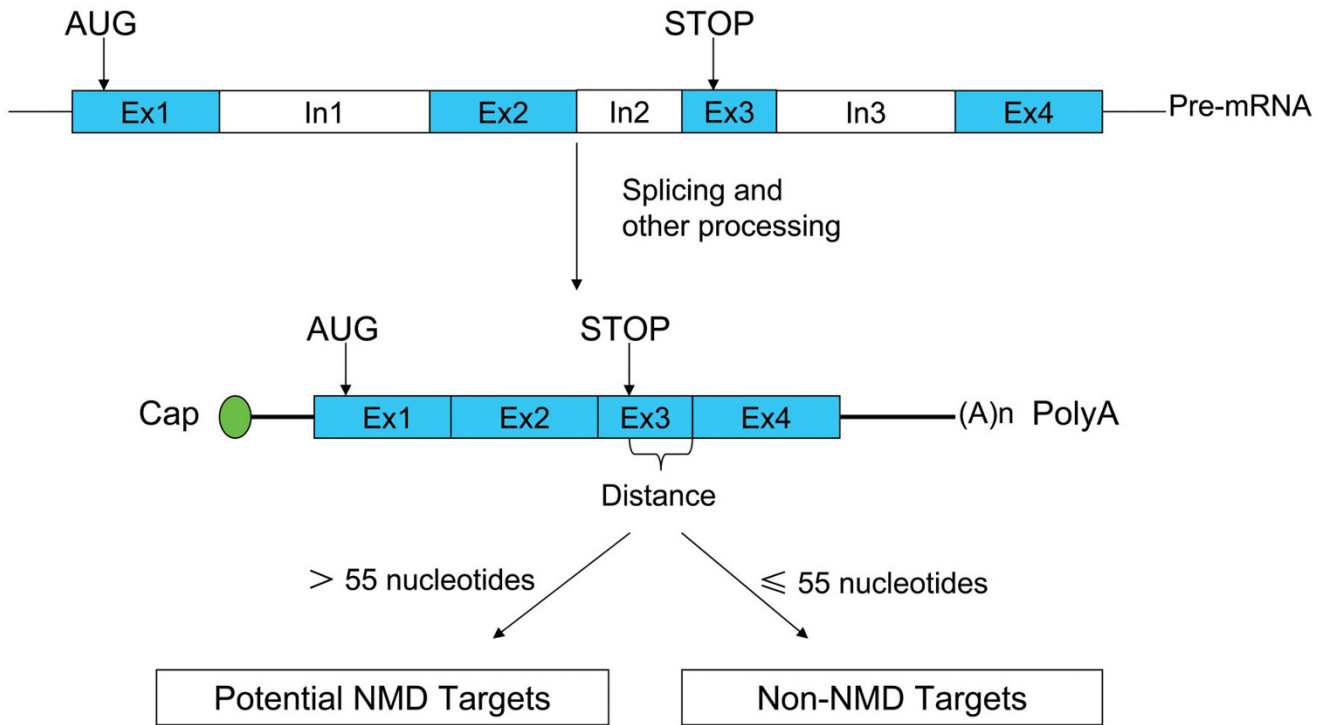 AUG
STOP
Ex1
In1
Ex2
In2
Ex3
In3
Ex4
Pre-mRNA
Splicing and
other processing
AUG
STOP
Cap
Ex1
Ex2
Ex3
Ex4
(A)n PolyA
Distance
> 55 nucleotides
⩽ 55 nucleotides
Potential NMD Targets
Non-NMD Targets